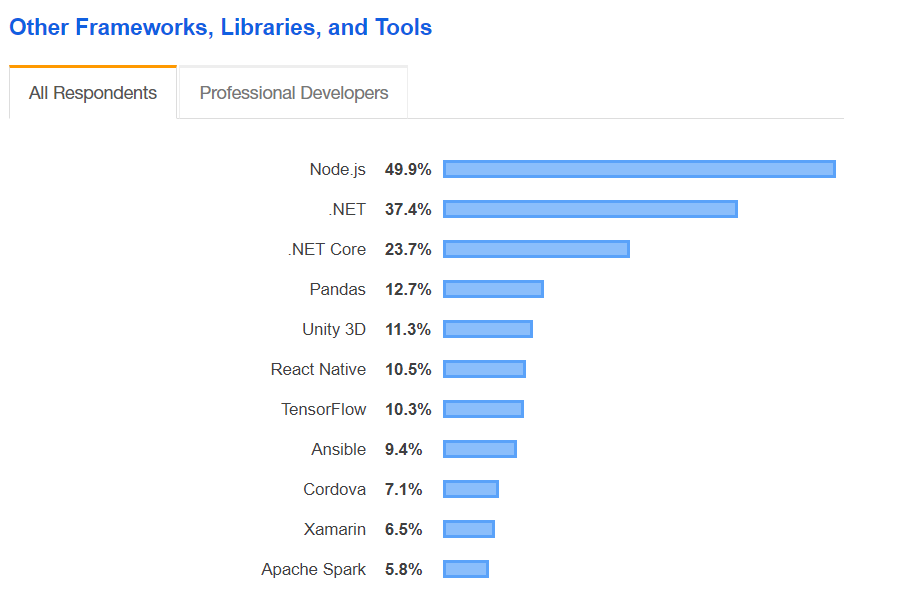 Other Frameworks, Libraries, and Tools
All Respondents Professional Developers
Node.js 49.9%
.NET 37.4%
.NET Core 23.7%
Pandas 12.7%
Unity 3D 11.3%
React Native 10.5%
TensorFlow 10.3%
Ansible 9.4%
Cordova 7.1%
Xamarin 6.5%
Apache Spark 5.8%